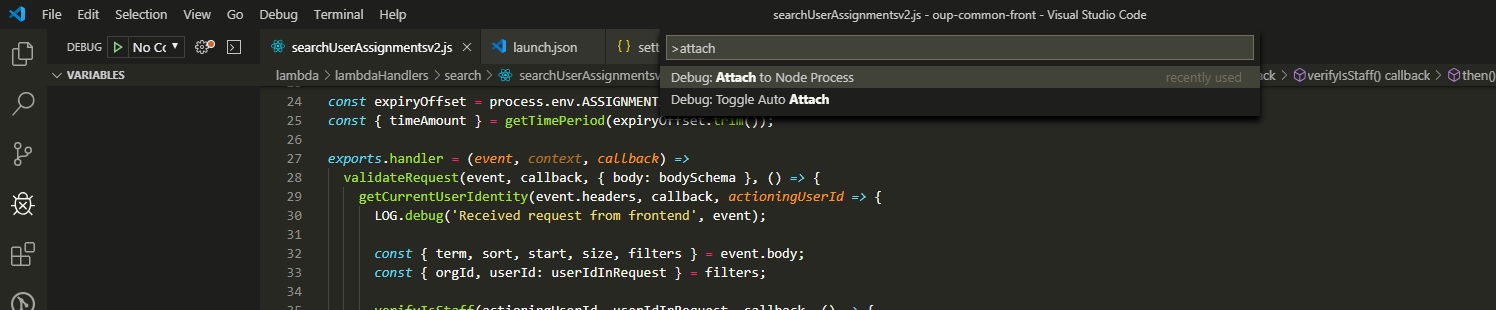 File Edit Selection View Go Debug Terminal Help searchUserAssignmentsv2.js - oup-common-front - Visual Studio Code
DEBUG No Cc searchUserAssignmentsv2.js launch.json {} sett
>attach
VARIABLES
lambda > lambdaHandlers > search > searchUserAssignmentsv
Debug: Attach to Node Process recently used
ck > verifyIsStaff() callback > then()
Debug: Toggle Auto Attach
24 const expiryOffset = process.env.ASSIGNMENT
25 const { timeAmount } = getTimePeriod(expiryOffset.trim());
26
27 exports.handler = (event, context, callback) =>
28 validateRequest(event, callback, { body: bodySchema }, () => {
29 getCurrentUserIdentity(event.headers, callback, actioningUserId => {
30 LOG.debug('Received request from frontend', event);
31
32 const { term, sort, start, size, filters } = event.body;
33 const { orgId, userId: userIdInRequest } = filters;
34
35 verifyIsStaff(actioningUserId, userIdInRequest, callback, () => {